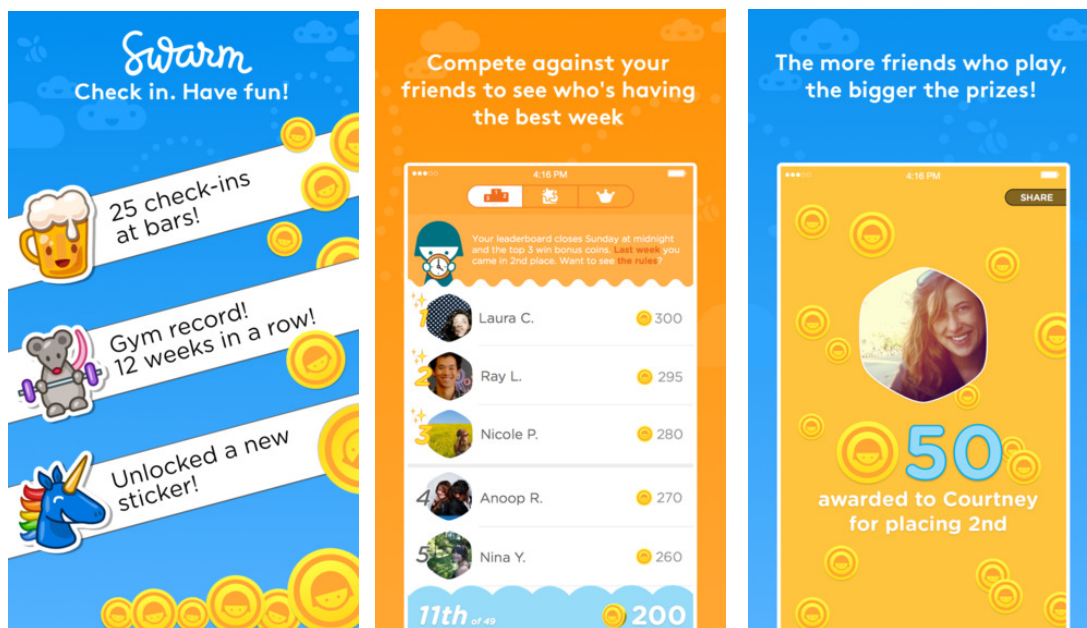 Swarm
Check in. Have fun!
25 check-ins
at bars!
Gym record!
12 weeks in a row!
Unlocked a new
sticker!
Compete against your
friends to see who's having
the best week
4:16 PM
Your leaderboard closes Sunday at midnight
and the top 3 win bonus coins. Last week you
came in 2nd place. Want to see the rules?
1 Laura C. 300
2 Ray L. 295
3 Nicole P. 280
4 Anoop R. 270
5 Nina Y. 260
11th of 49 200
The more friends who play,
the bigger the prizes!
4:16 PM
SHARE
50
awarded to Courtney
for placing 2nd